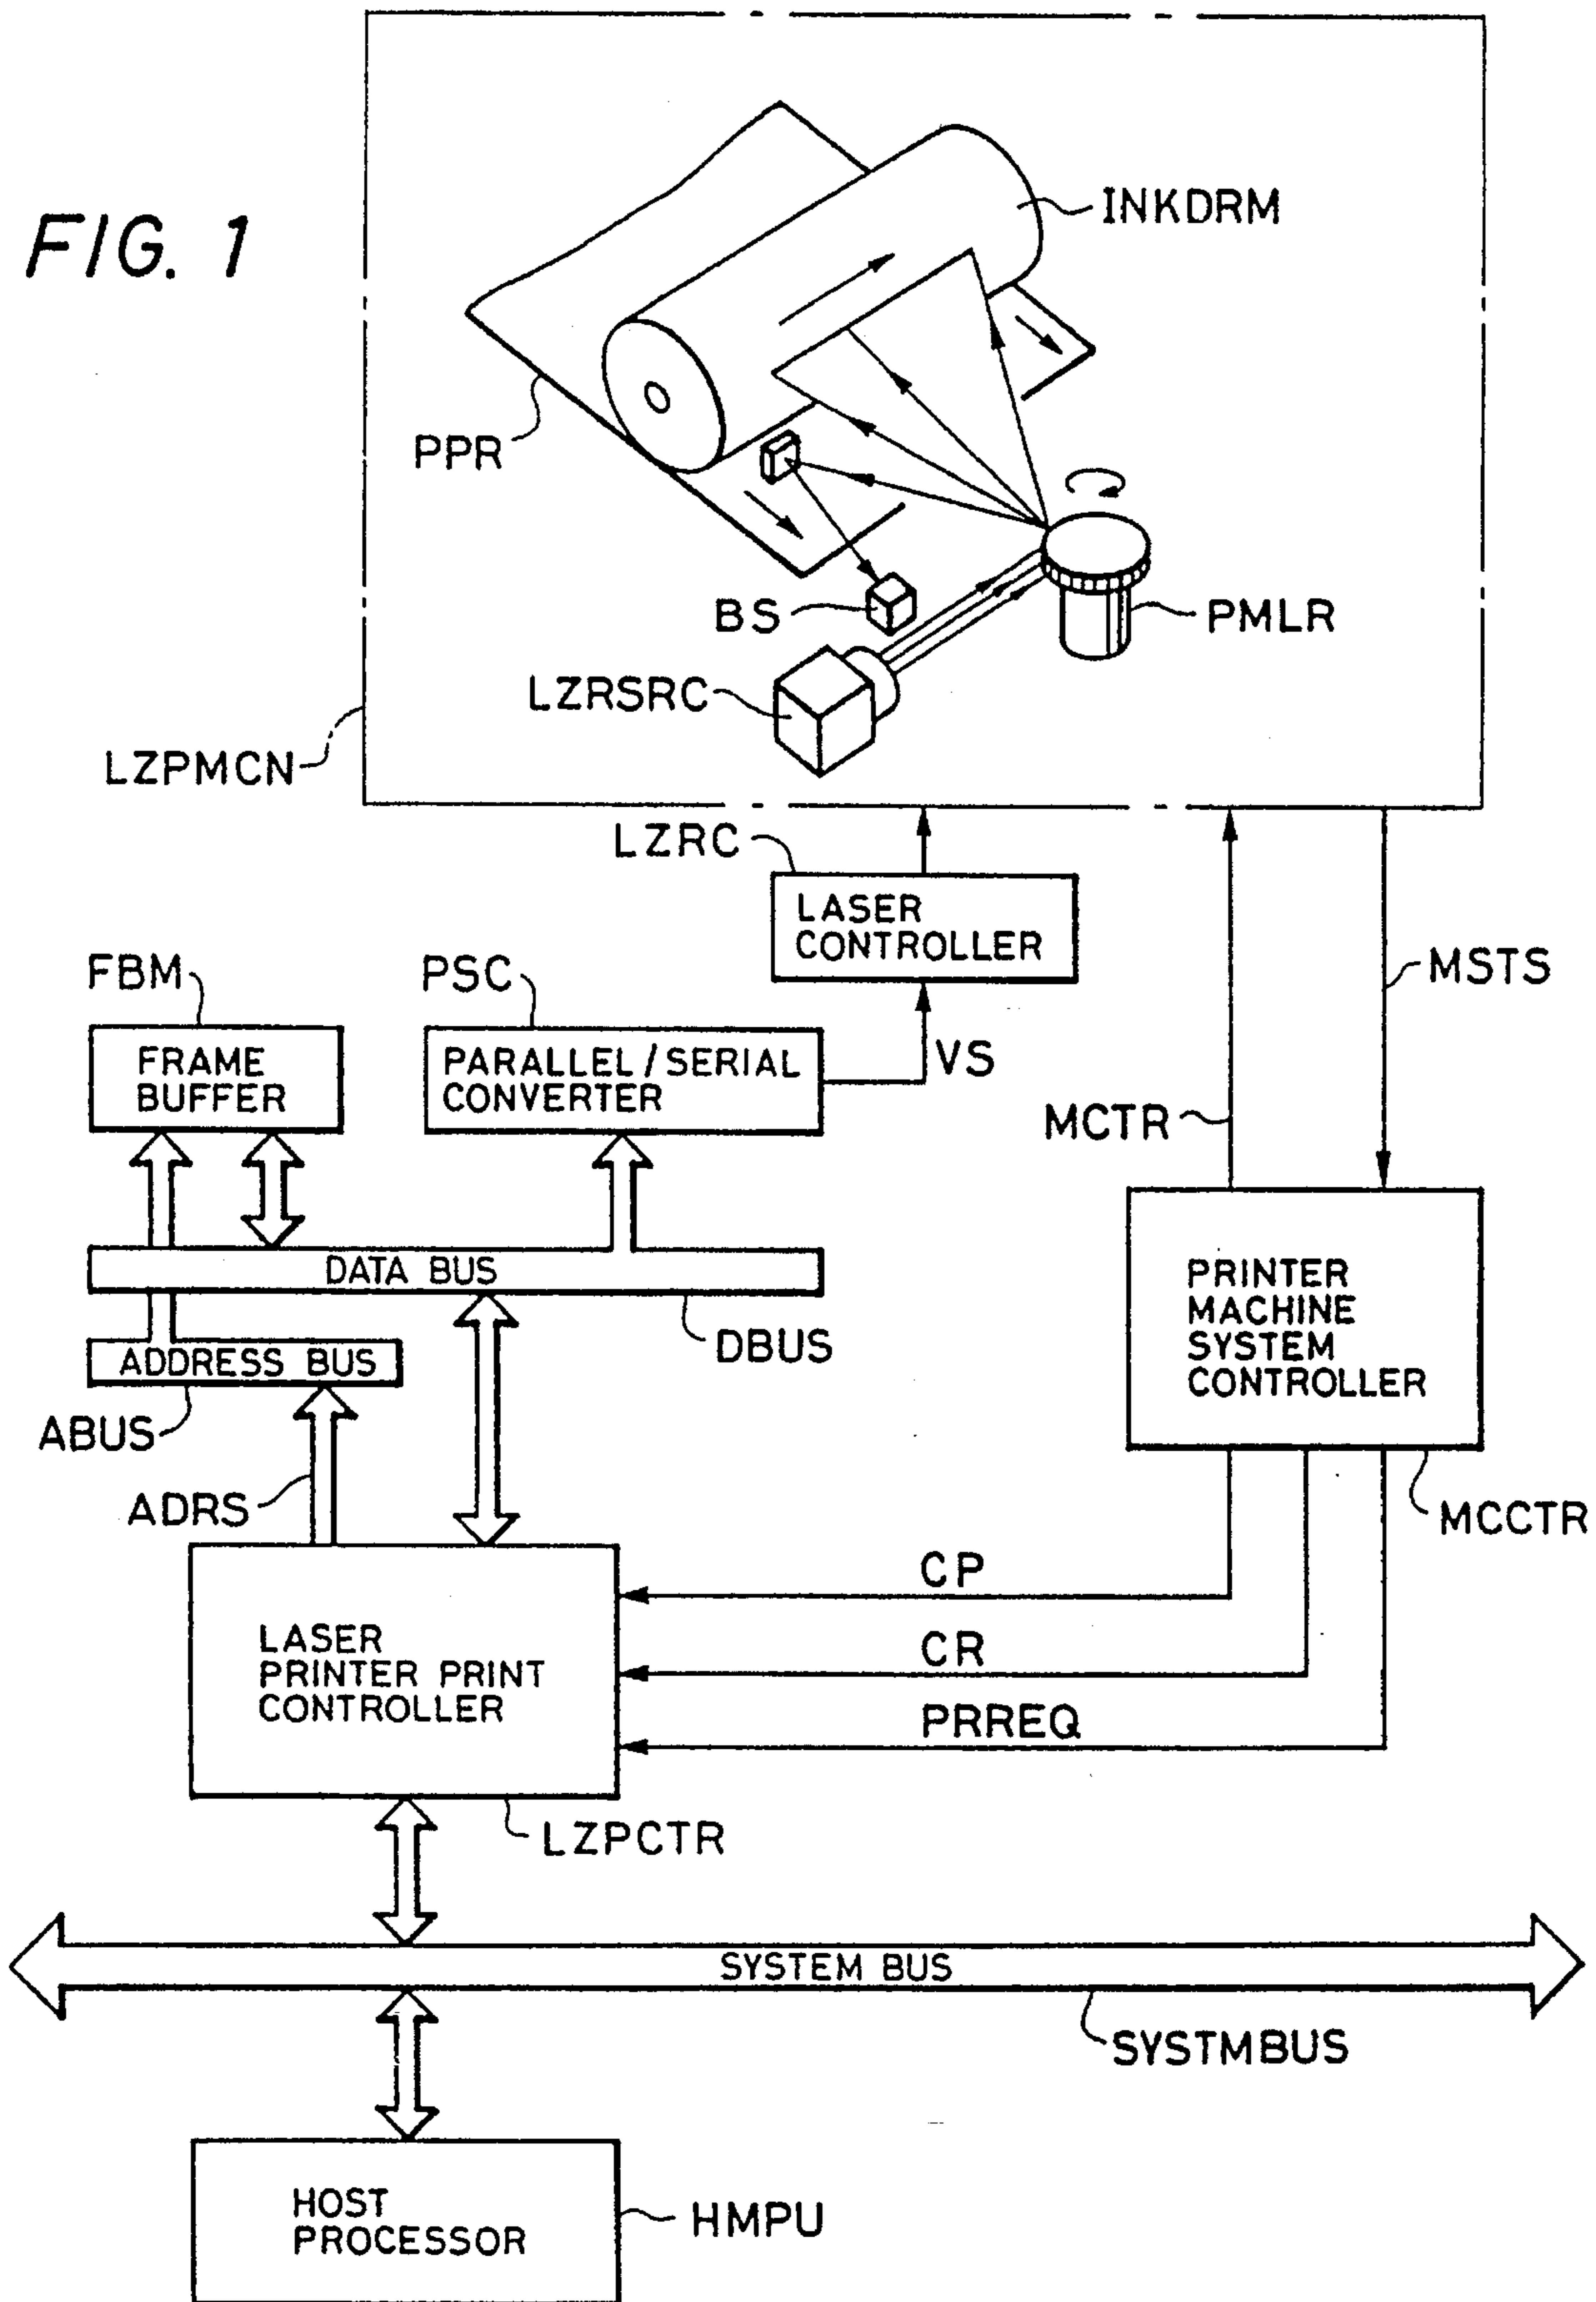 FIG. 1
INKDRM
PPR
BS
PMLR
LZRSRC
LZPMCN
LZRC
LASER
CONTROLLER
FBM
PSC
MSTS
FRAME
BUFFER
PARALLEL/SERIAL
CONVERTER
VS
MCTR
DATA BUS
PRINTER
MACHINE
SYSTEM
CONTROLLER
DBUS
ADDRESS BUS
ABUS
ADRS
MCCTR
CP
LASER
PRINTER PRINT
CONTROLLER
CR
PRREQ
LZPCTR
SYSTEM BUS
SYSTMBUS
HOST
PROCESSOR
HMPU